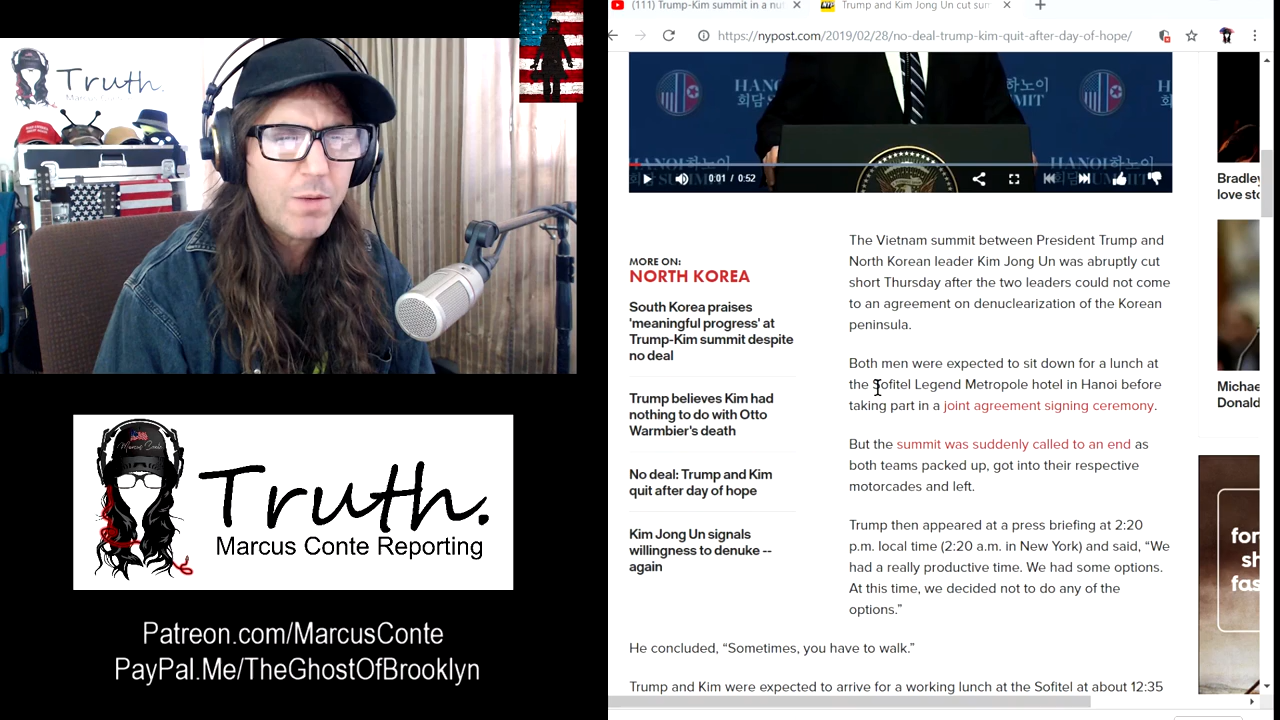 Truth.
Marcus Conte
Truth.
Marcus Conte Reporting
Patreon.com/MarcusConte
PayPal.Me/TheGhostOfBrooklyn
(111) Trump-Kim summit in a nut
Trump and Kim Jong Un cut sum
https://nypost.com/2019/02/28/no-deal-trump-kim-quit-after-day-of-hope/
HANOI 하노이
회담 SUMMIT
0:01 / 0:52
MORE ON:
NORTH KOREA
South Korea praises
'meaningful progress' at
Trump-Kim summit despite
no deal
Trump believes Kim had
nothing to do with Otto
Warmbier's death
No deal: Trump and Kim
quit after day of hope
Kim Jong Un signals
willingness to denuke --
again
The Vietnam summit between President Trump and
North Korean leader Kim Jong Un was abruptly cut
short Thursday after the two leaders could not come
to an agreement on denuclearization of the Korean
peninsula.
Both men were expected to sit down for a lunch at
the Sofitel Legend Metropole hotel in Hanoi before
taking part in a joint agreement signing ceremony.
But the summit was suddenly called to an end as
both teams packed up, got into their respective
motorcades and left.
Trump then appeared at a press briefing at 2:20
p.m. local time (2:20 a.m. in New York) and said, “We
had a really productive time. We had some options.
At this time, we decided not to do any of the
options.”
He concluded, “Sometimes, you have to walk.”
Trump and Kim were expected to arrive for a working lunch at the Sofitel at about 12:35
Bradley
love sto
Michae
Donald
for
sh
fas